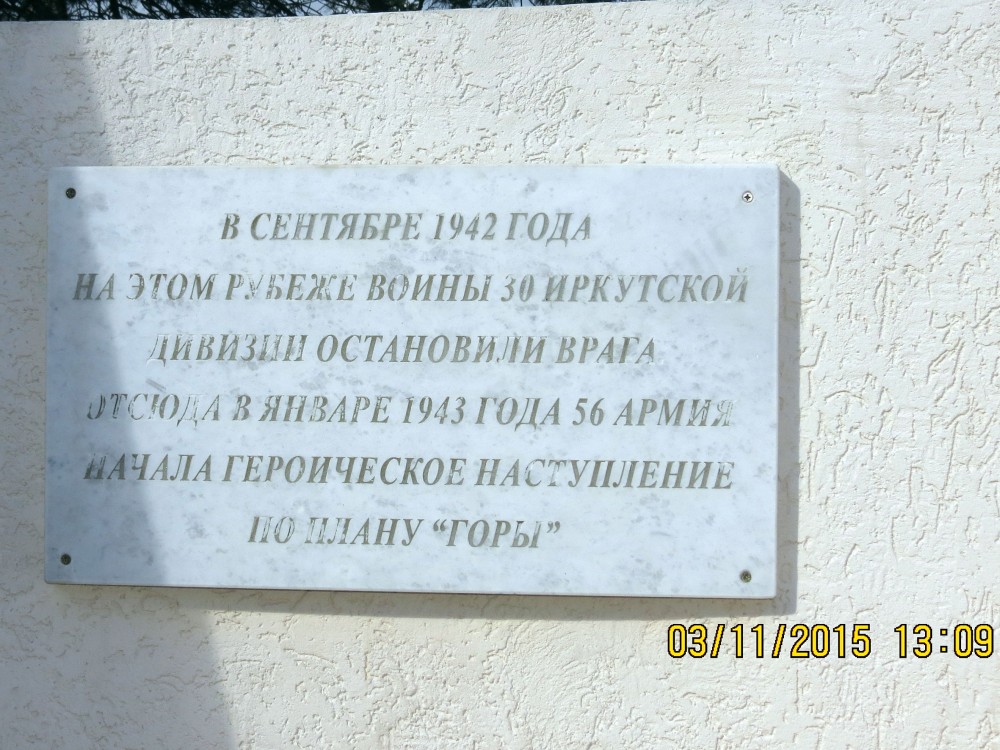 В СЕНТЯБРЕ 1942 ГОДА
НА ЭТОМ РУБЕЖЕ ВОИНЫ 30 ИРКУТСКОЙ
ДИВИЗИИ ОСТАНОВИЛИ ВРАГА
ОТСЮДА В ЯНВАРЕ 1943 ГОДА 56 АРМИЯ
НАЧАЛА ГЕРОИЧЕСКОЕ НАСТУПЛЕНИЕ
ПО ПЛАНУ “ГОРЫ”
03/11/2015 13:09